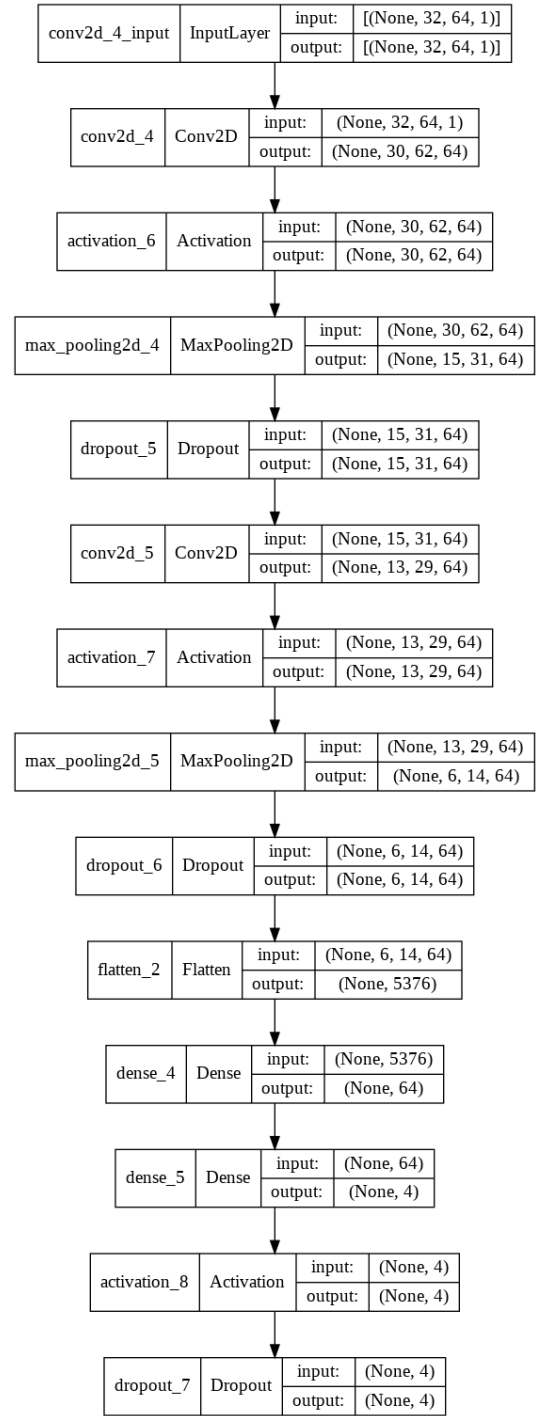 conv2d_4_input InputLayer input: [(None, 32, 64, 1)]
output: [(None, 32, 64, 1)]
conv2d_4 Conv2D input: (None, 32, 64, 1)
output: (None, 30, 62, 64)
activation_6 Activation input: (None, 30, 62, 64)
output: (None, 30, 62, 64)
max_pooling2d_4 MaxPooling2D input: (None, 30, 62, 64)
output: (None, 15, 31, 64)
dropout_5 Dropout input: (None, 15, 31, 64)
output: (None, 15, 31, 64)
conv2d_5 Conv2D input: (None, 15, 31, 64)
output: (None, 13, 29, 64)
activation_7 Activation input: (None, 13, 29, 64)
output: (None, 13, 29, 64)
max_pooling2d_5 MaxPooling2D input: (None, 13, 29, 64)
output: (None, 6, 14, 64)
dropout_6 Dropout input: (None, 6, 14, 64)
output: (None, 6, 14, 64)
flatten_2 Flatten input: (None, 6, 14, 64)
output: (None, 5376)
dense_4 Dense input: (None, 5376)
output: (None, 64)
dense_5 Dense input: (None, 64)
output: (None, 4)
activation_8 Activation input: (None, 4)
output: (None, 4)
dropout_7 Dropout input: (None, 4)
output: (None, 4)